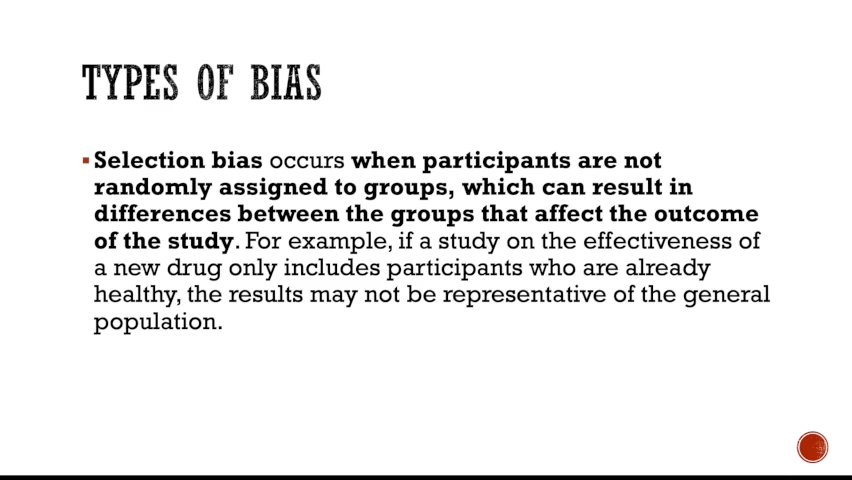 TYPES OF BIAS
▪Selection bias occurs when participants are not
randomly assigned to groups, which can result in
differences between the groups that affect the outcome
of the study. For example, if a study on the effectiveness of
a new drug only includes participants who are already
healthy, the results may not be representative of the general
population.